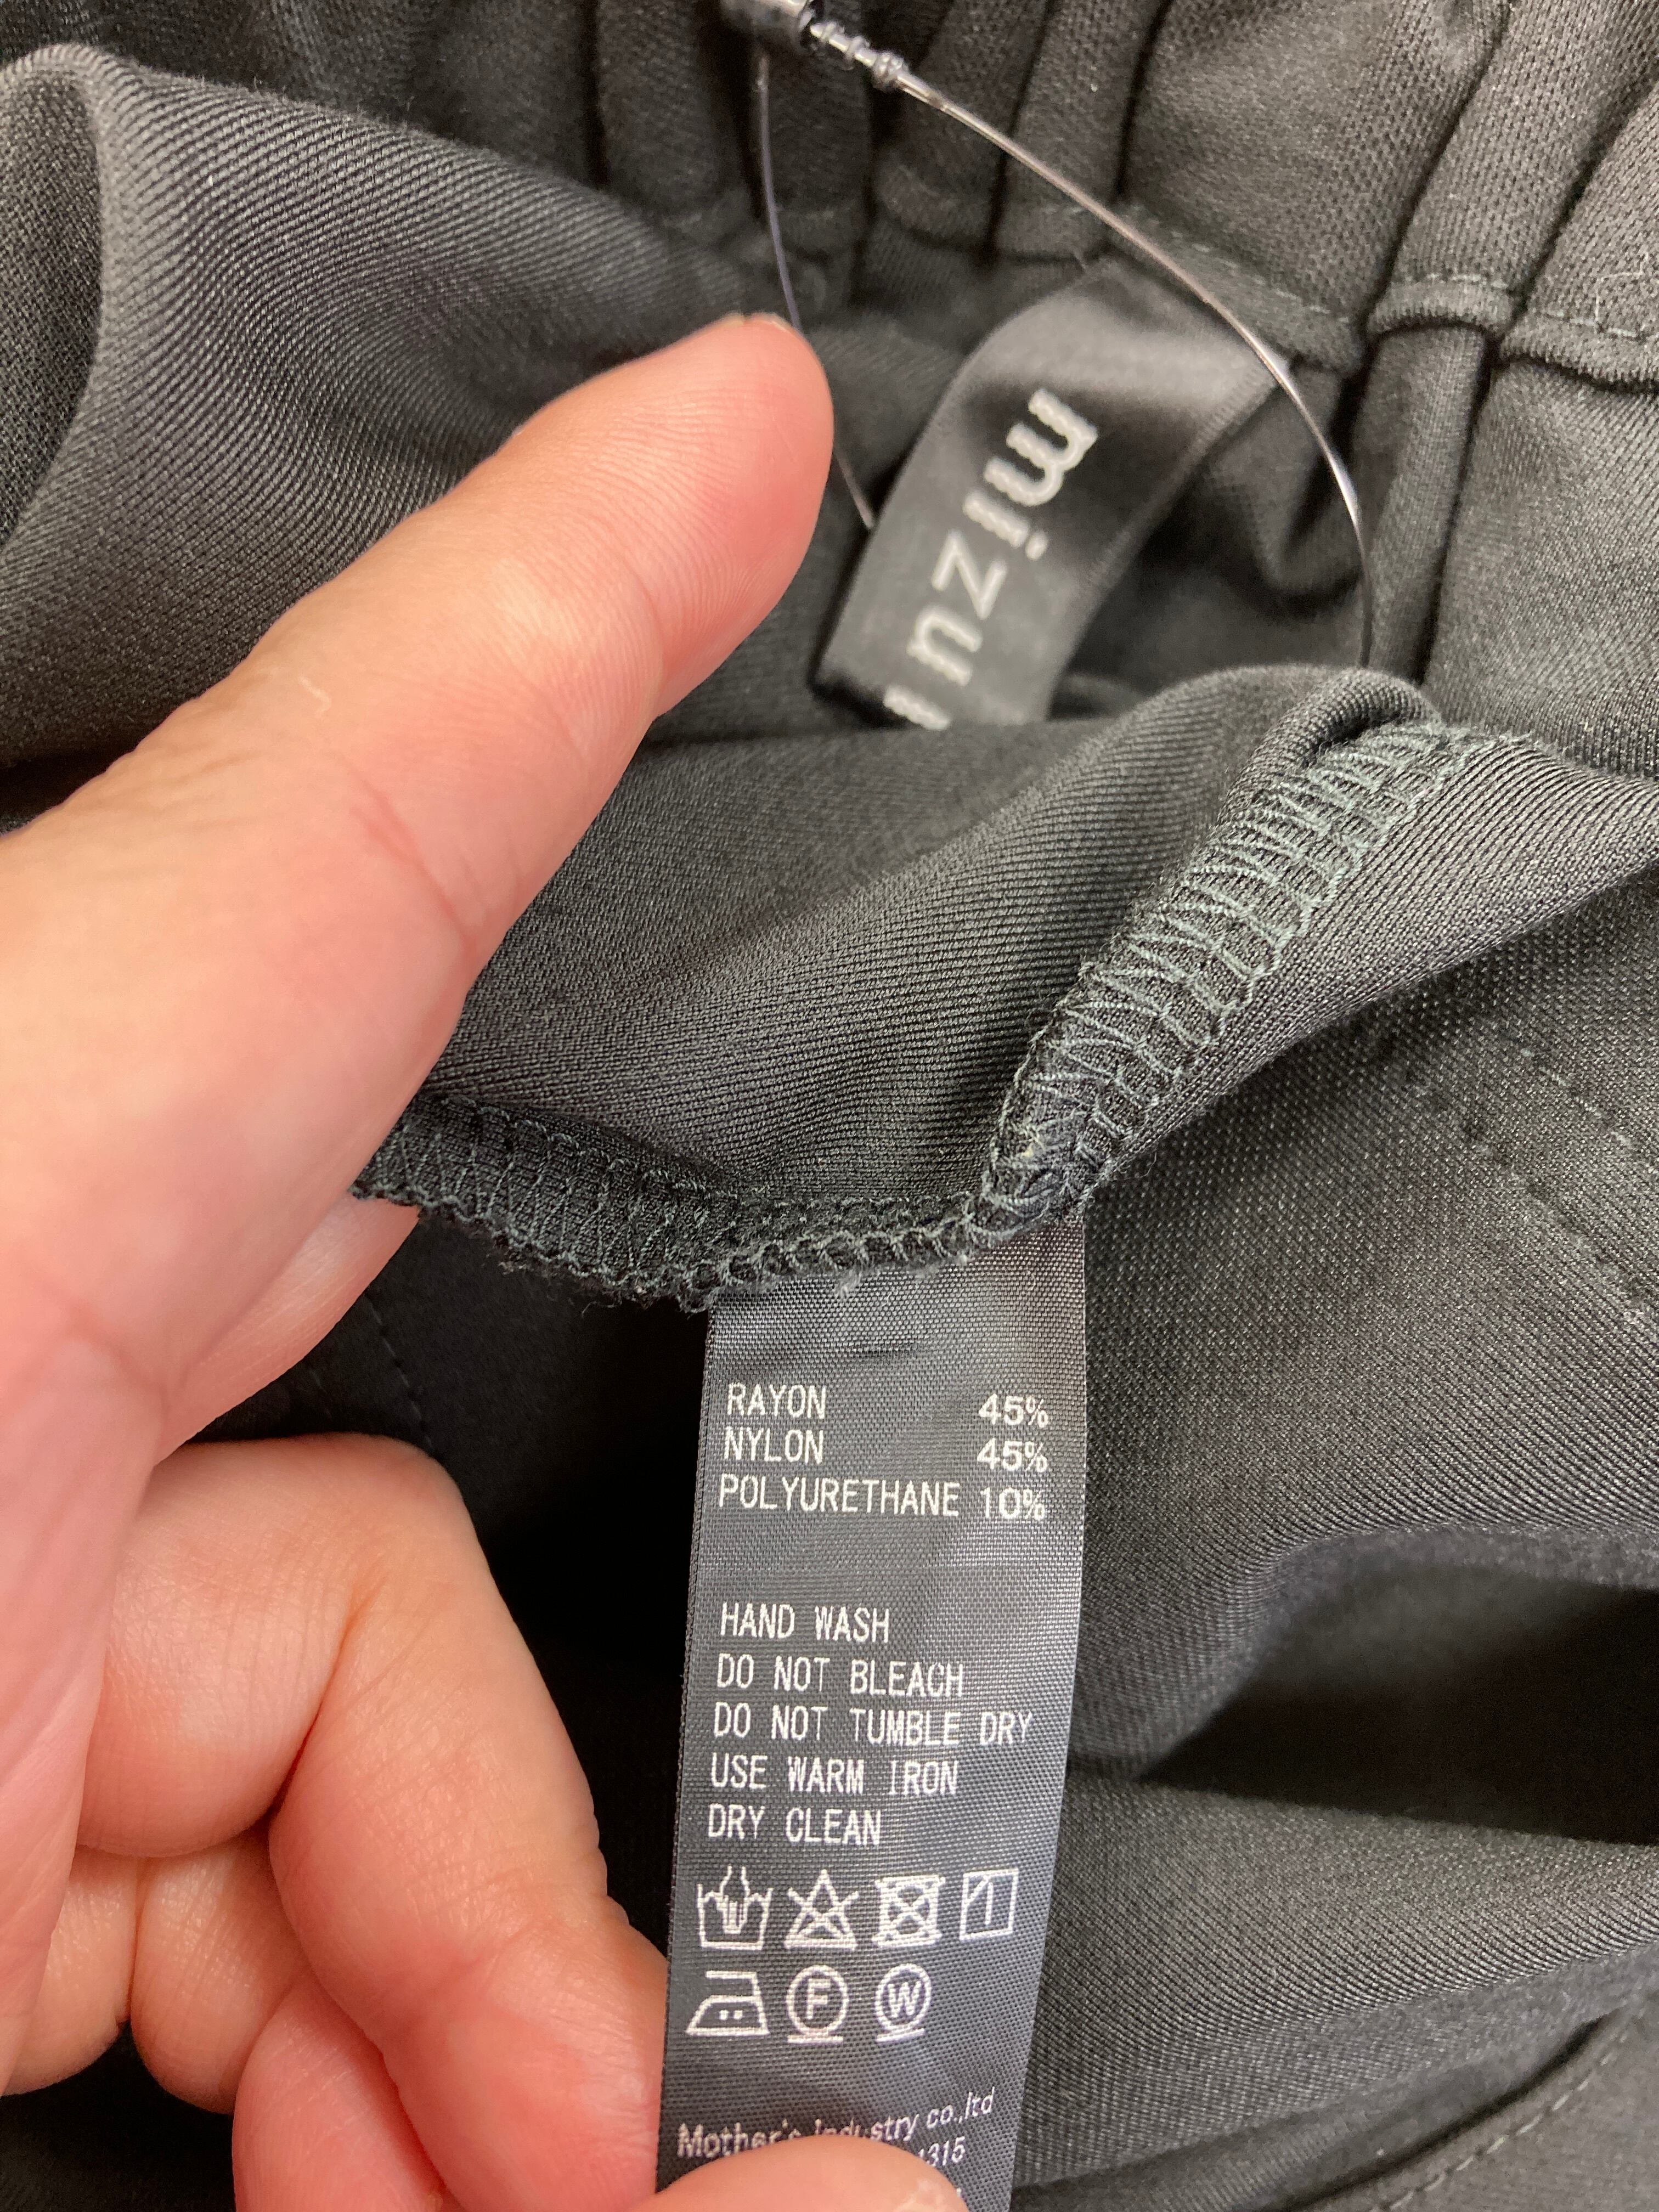 mizu
RAYON 45%
NYLON 45%
POLYURETHANE 10%
HAND WASH
DO NOT BLEACH
DO NOT TUMBLE DRY
USE WARM IRON
DRY CLEAN
F W
Mother's Industry co.,ltd
1315